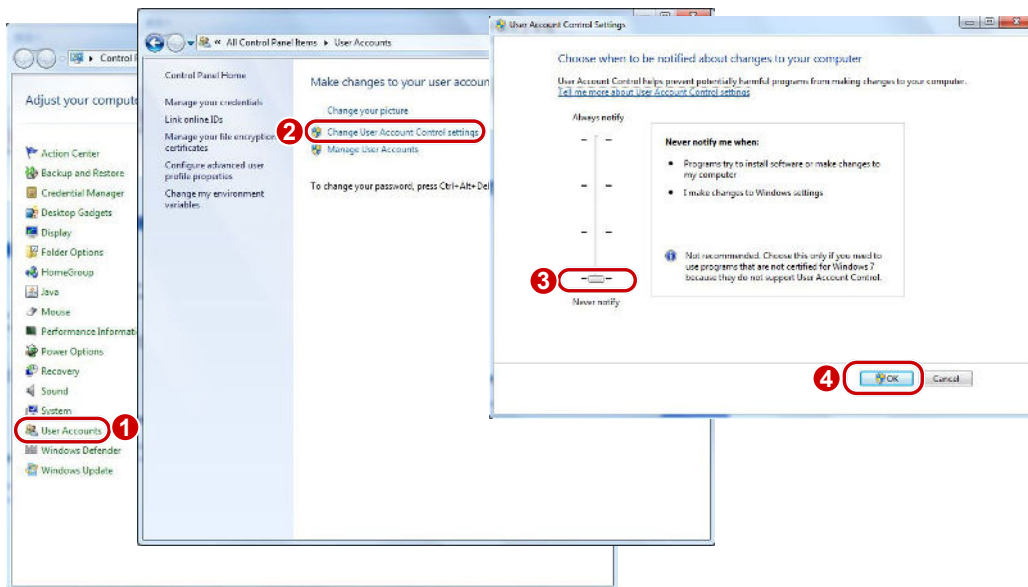 Control
Adjust your compute
Action Center
Backup and Restore
Credential Manager
Desktop Gadgets
Display
Folder Options
HomeGroup
Java
Mouse
Performance Informati
Power Options
Recovery
Sound
System
User Accounts
1
Windows Defender
Windows Update
« All Control Panel Items ▸ User Accounts
Control Panel Home
Manage your credentials
Link online IDs
Manage your file encryption
certificates
Configure advanced user
profile properties
Change my environment
variables
Make changes to your user accoun
Change your picture
2
Change User Account Control settings
Manage User Accounts
To change your password, press Ctrl+Alt+Del
User Account Control Settings
Choose when to be notified about changes to your computer
User Account Control helps prevent potentially harmful programs from making changes to your computer.
Tell me more about User Account Control settings
Always notify
Never notify me when:
• Programs try to install software or make changes to
my computer
• I make changes to Windows settings
Not recommended. Choose this only if you need to
use programs that are not certified for Windows 7
because they do not support User Account Control.
3
Never notify
4
OK
Cancel